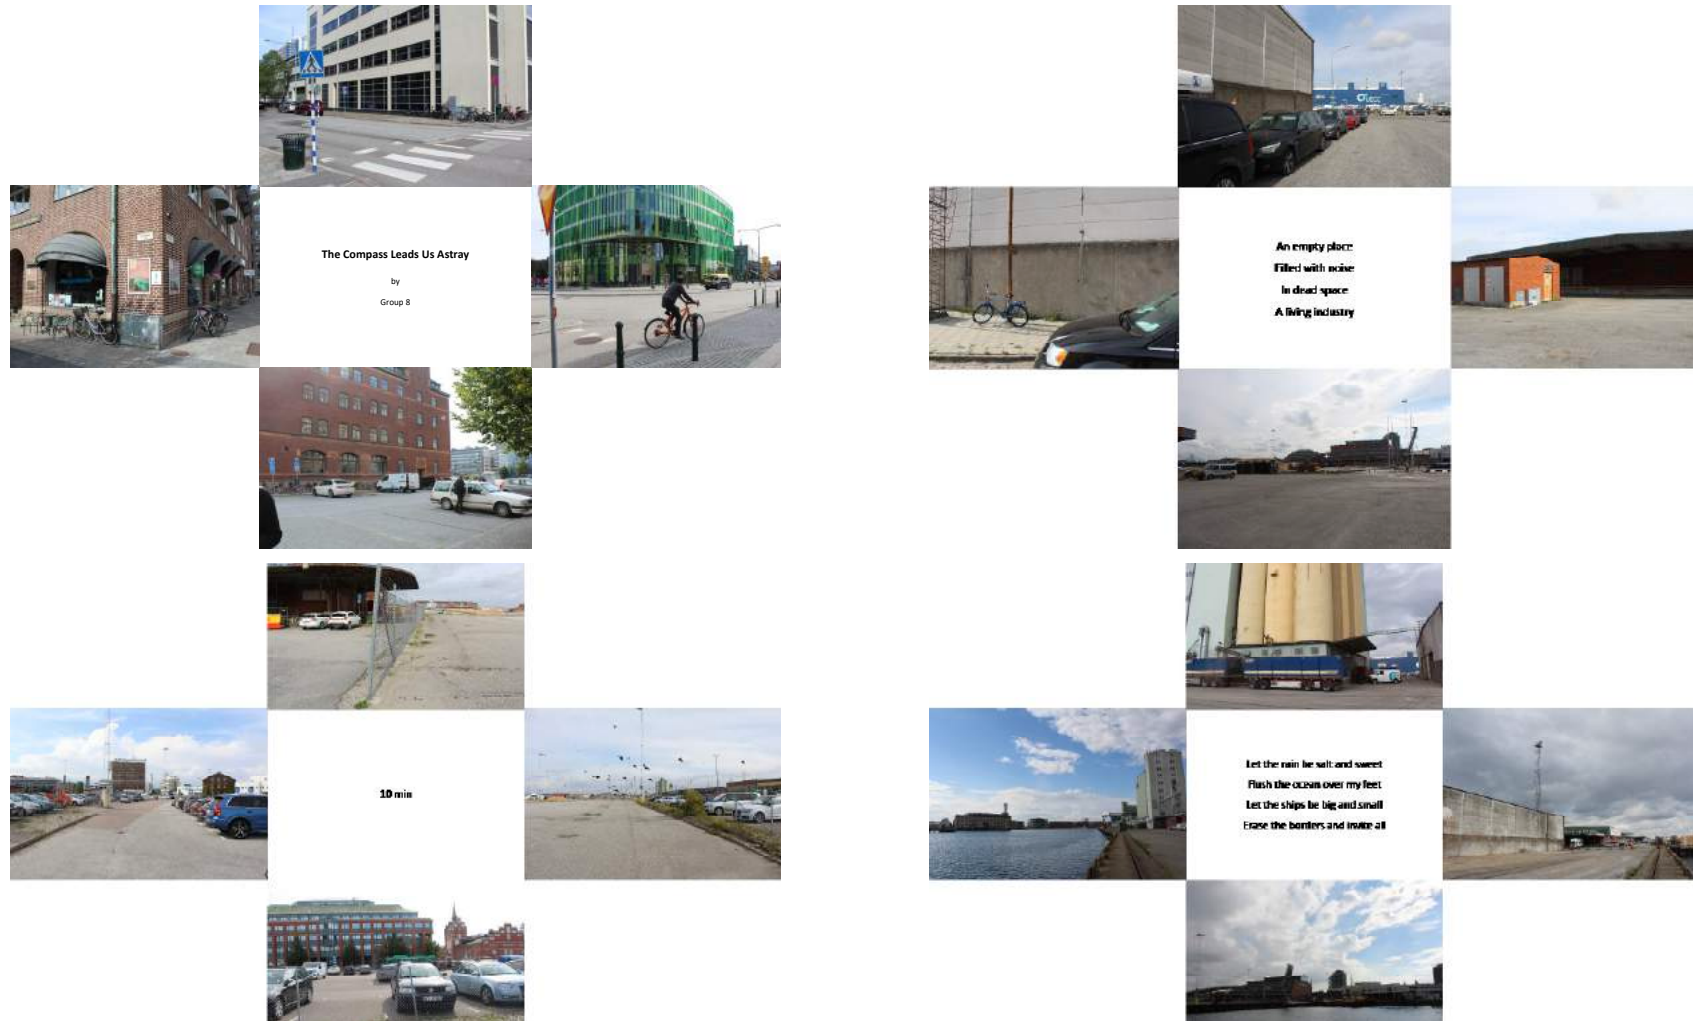 The Compass Leads Us Astray
by
Group 8
An empty place
Filled with noise
In dead space
A living industry
10 min
Let the rain be salt and sweet
Flush the ocean over my feet
Let the ships be big and small
Erase the borders and invite all